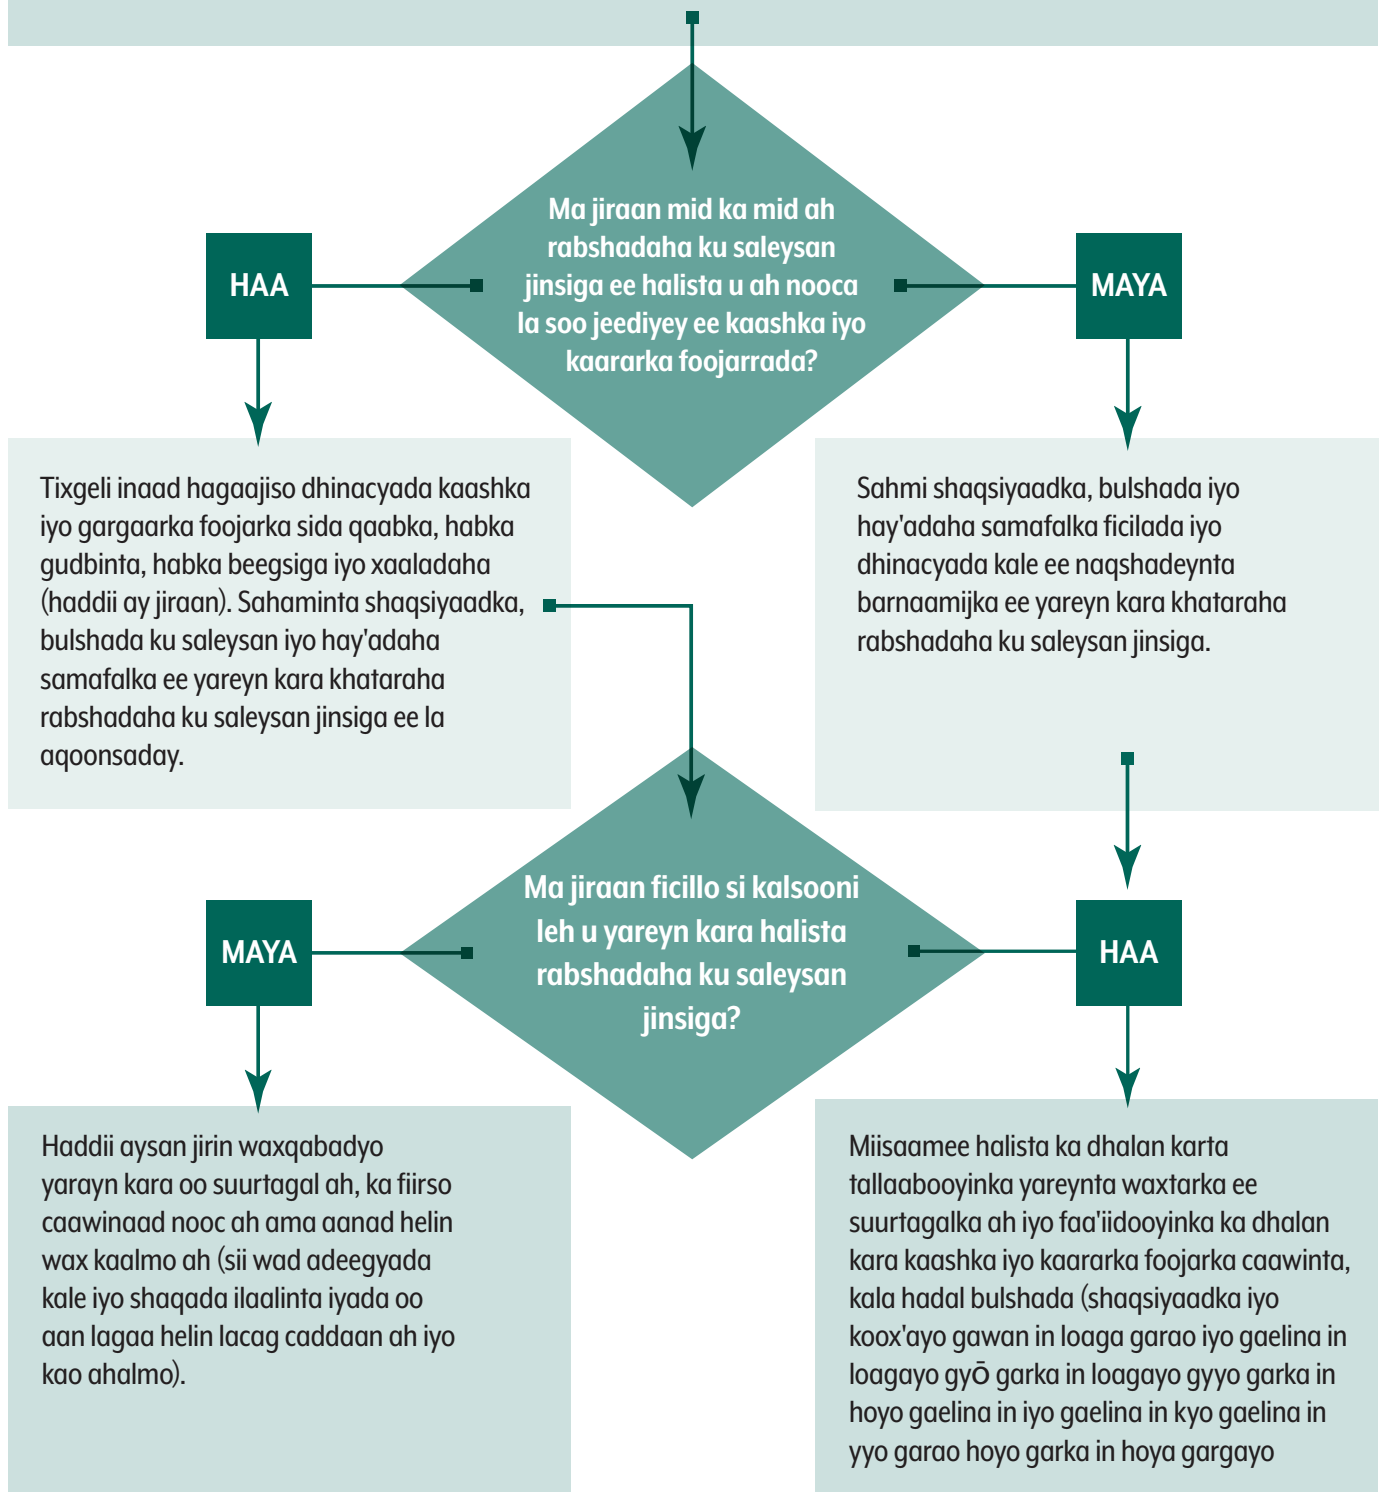 Ma jiraan mid ka mid ah
rabshadaha ku saleysan
jinsiga ee halista u ah nooca
la soo jeediyey ee kaashka iyo
kaararka foojarrada?
HAA
MAYA
Tixgeli inaad hagaajiso dhinacyada kaashka
iyo gargaarka foojarka sida qaabka, habka
gudbinta, habka beegsiga iyo xaaladaha
(haddii ay jiraan). Sahaminta shaqsiyaadka,
bulshada ku saleysan iyo hay'adaha
samafalka ee yareyn kara khataraha
rabshadaha ku saleysan jinsiga ee la
aqoonsaday.
Sahmi shaqsiyaadka, bulshada iyo
hay'adaha samafalka ficilada iyo
dhinacyada kale ee naqshadeynta
barnaamijka ee yareyn kara khataraha
rabshadaha ku saleysan jinsiga.
Ma jiraan ficillo si kalsooni
leh u yareyn kara halista
rabshadaha ku saleysan
jinsiga?
MAYA
HAA
Haddii aysan jirin waxqabadyo
yarayn kara oo suurtagal ah, ka fiirso
caawinaad nooc ah ama aanad helin
wax kaalmo ah (sii wad adeegyada
kale iyo shaqada ilaalinta iyada oo
aan lagaa helin lacag caddaan ah iyo
kao ahalmo).
Miisaamee halista ka dhalan karta
tallaabooyinka yareynta waxtarka ee
suurtagalka ah iyo faa'iidooyinka ka dhalan
kara kaashka iyo kaararka foojarka caawinta,
kala hadal bulshada (shaqsiyaadka iyo
koox'ayo gawan in loaga garao iyo gaelina in
loagayo gyō garka in loagayo gyyo garka in
hoyo gaelina in iyo gaelina in kyo gaelina in
yyo garao hoyo garka in hoya gargayo